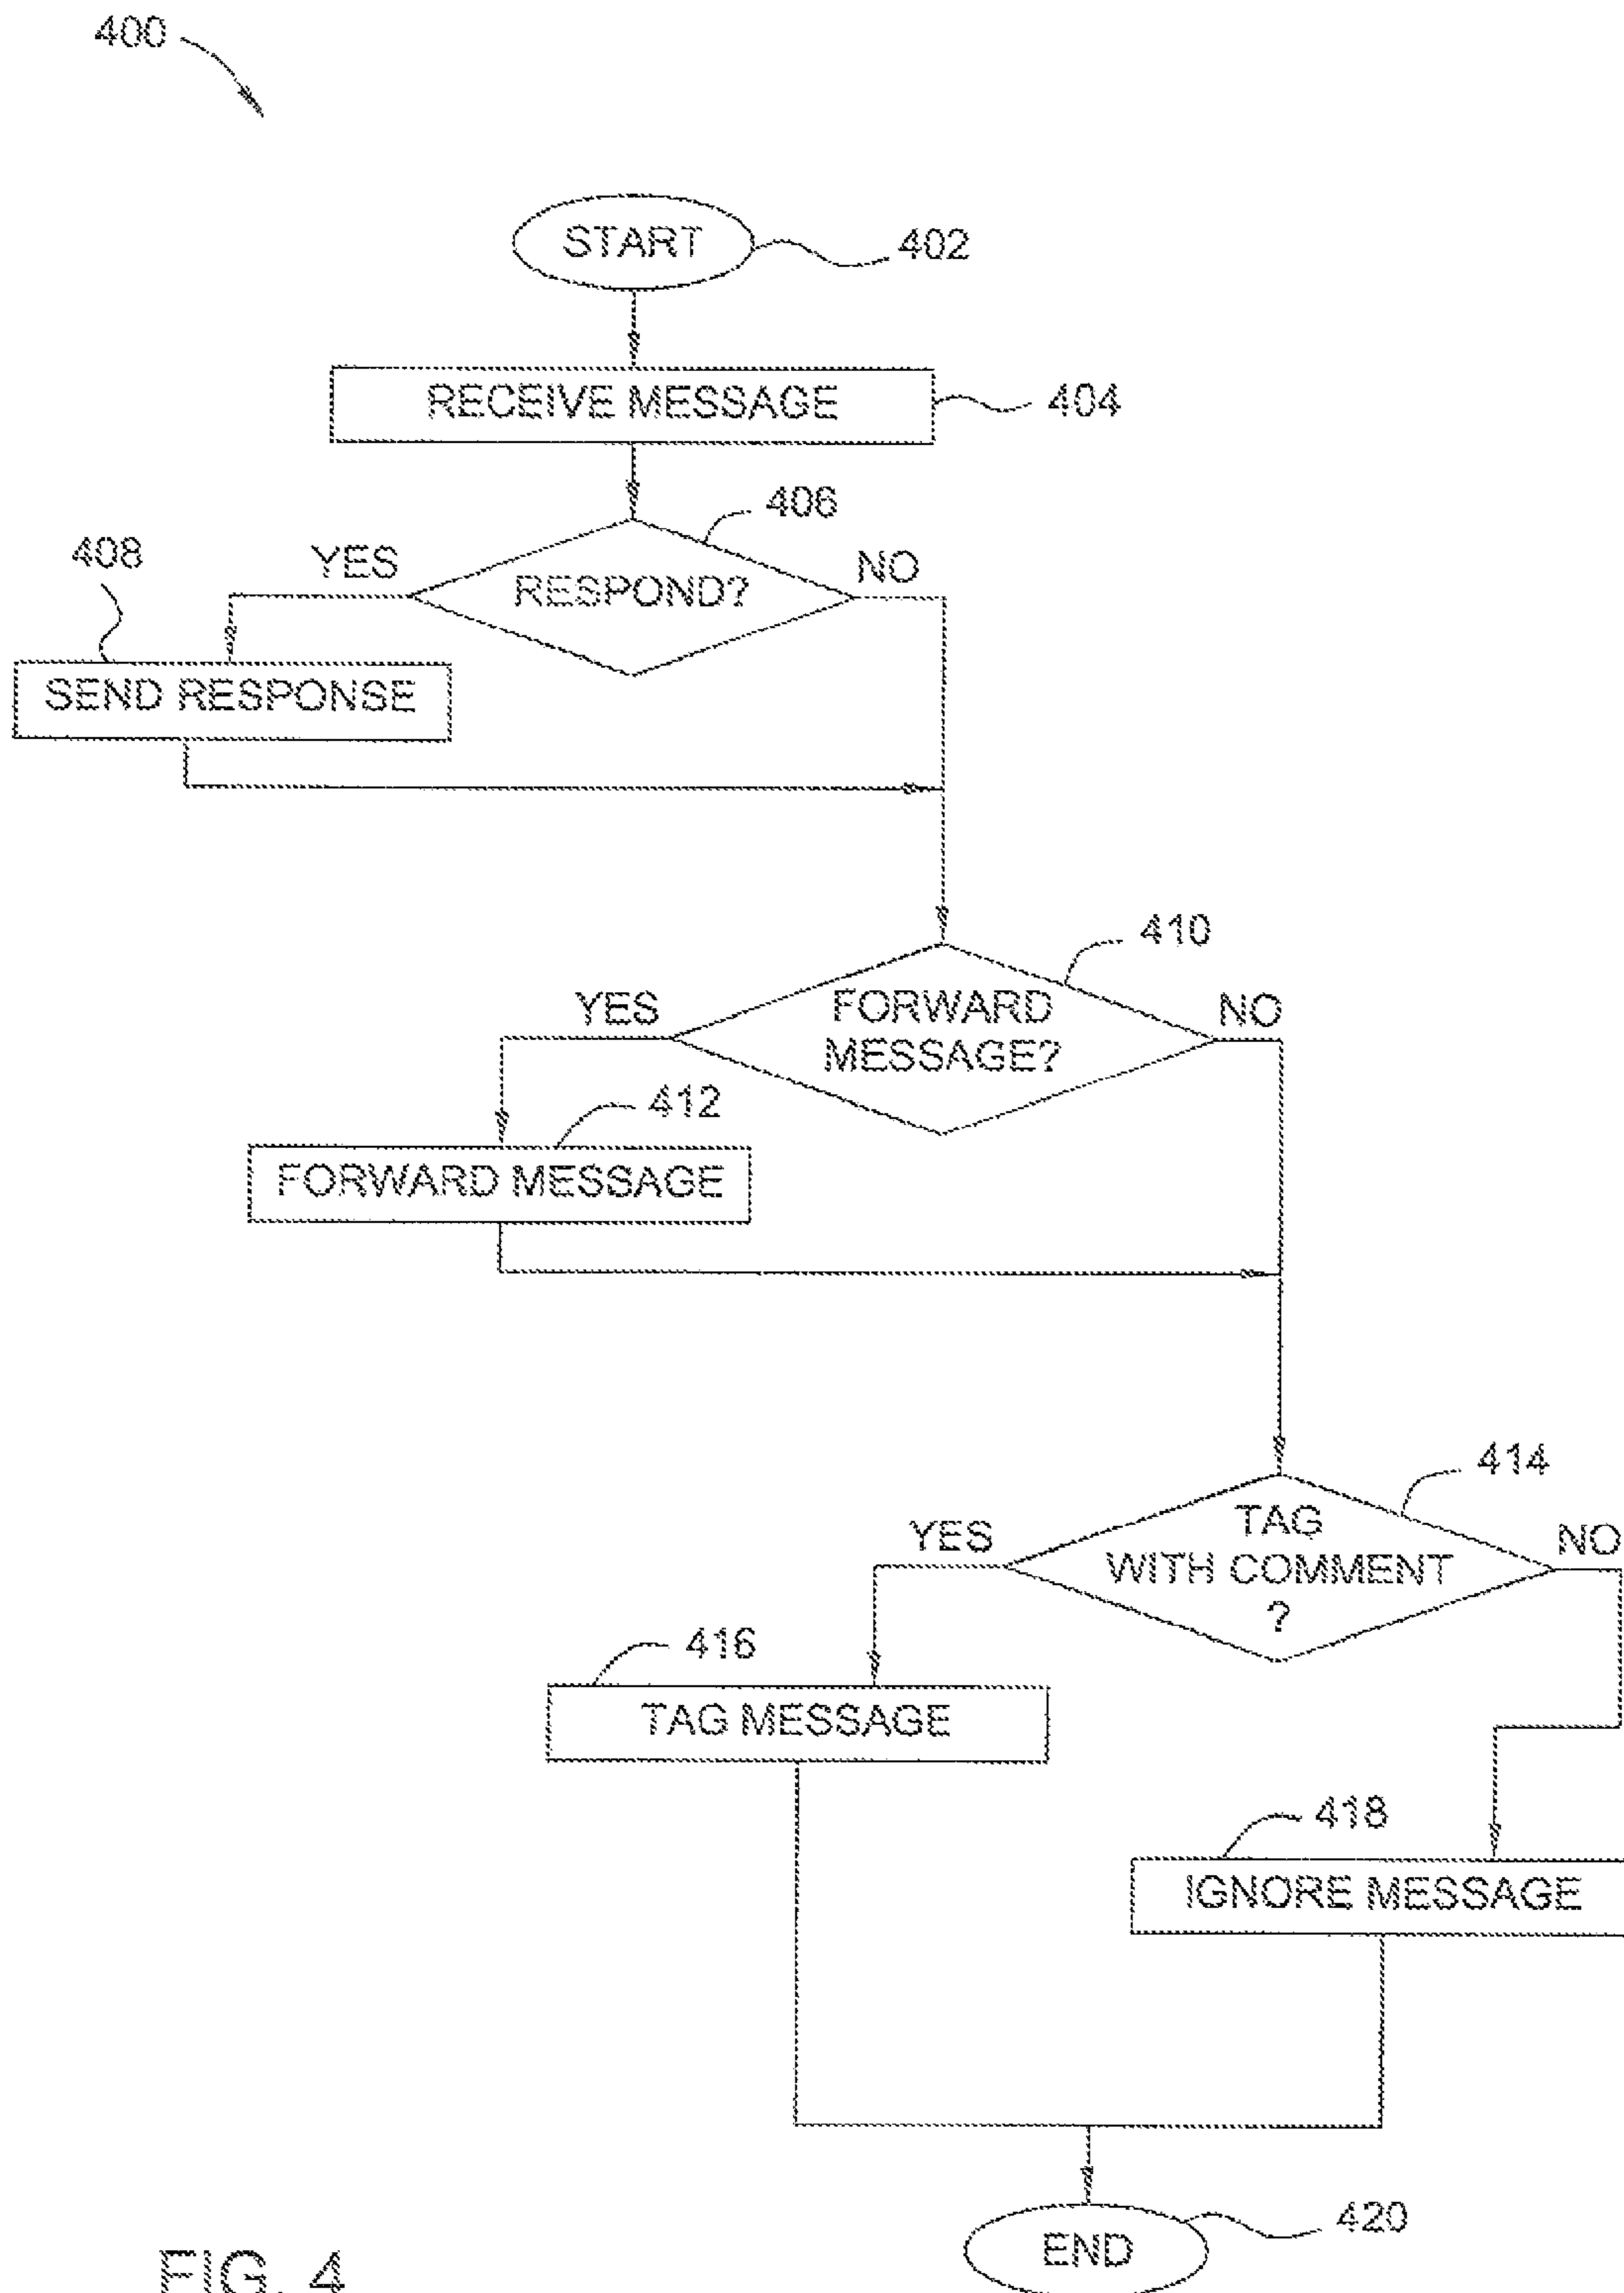 400
START
402
RECEIVE MESSAGE
404
406
408
YES
NO
RESPOND?
SEND RESPONSE
410
YES
FORWARD
MESSAGE?
NO
412
FORWARD MESSAGE
414
YES
TAG
WITH COMMENT
?
NO
416
TAG MESSAGE
418
IGNORE MESSAGE
420
END
FIG. 4